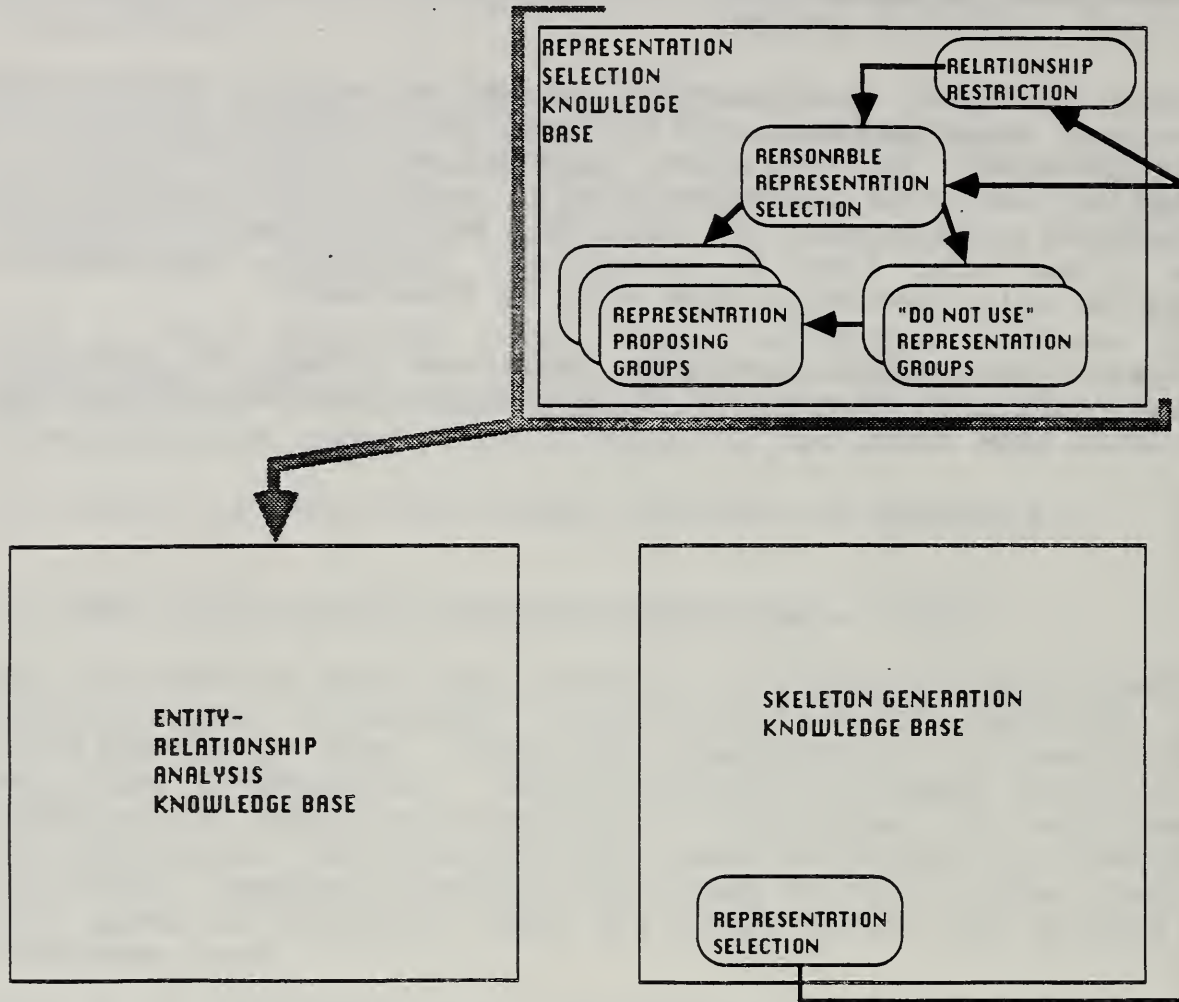 REPRESENTATION
SELECTION
KNOWLEDGE
BASE
RELATIONSHIP
RESTRICTION
REASONABLE
REPRESENTATION
SELECTION
REPRESENTATION
PROPOSING
GROUPS
"DO NOT USE"
REPRESENTATION
GROUPS
ENTITY-
RELATIONSHIP
ANALYSIS
KNOWLEDGE BASE
SKELETON GENERATION
KNOWLEDGE BASE
REPRESENTATION
SELECTION